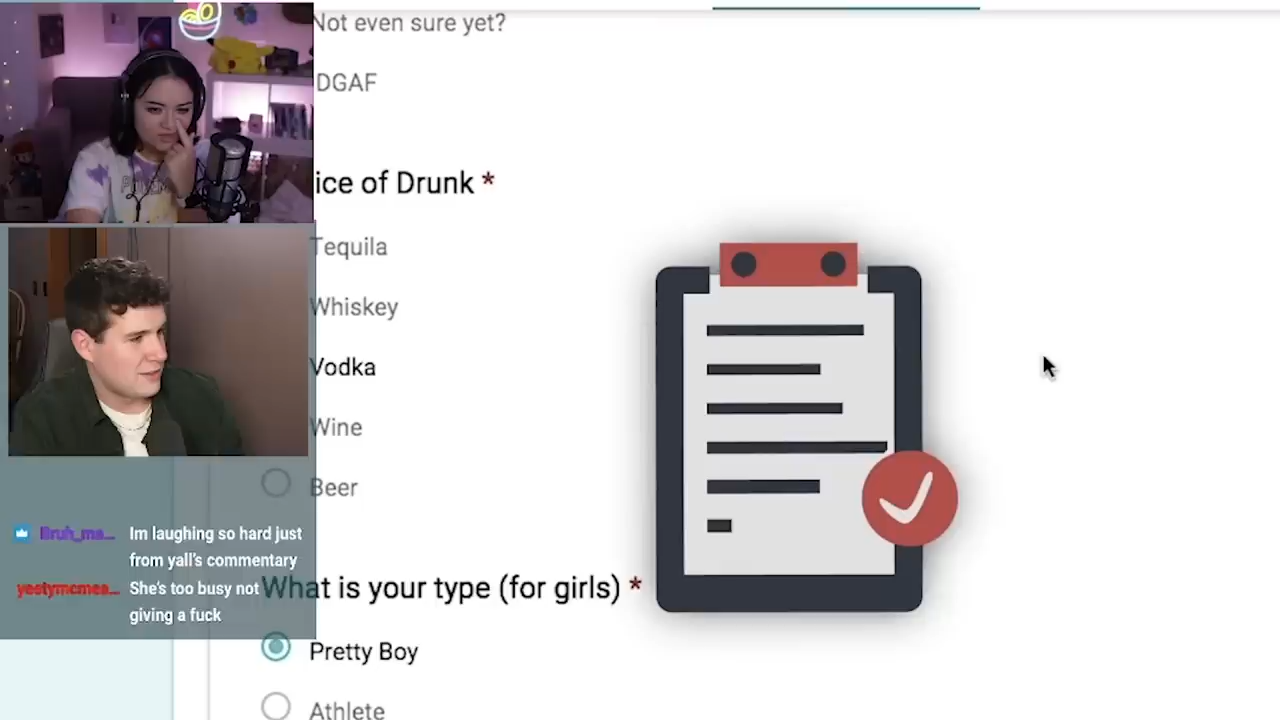 Not even sure yet?
DGAF
ice of Drunk *
Tequila
Whiskey
Vodka
Wine
Beer
Im laughing so hard just
from yall's commentary
She's too busy not
giving a fuck
What is your type (for girls) *
Pretty Boy
Athlete